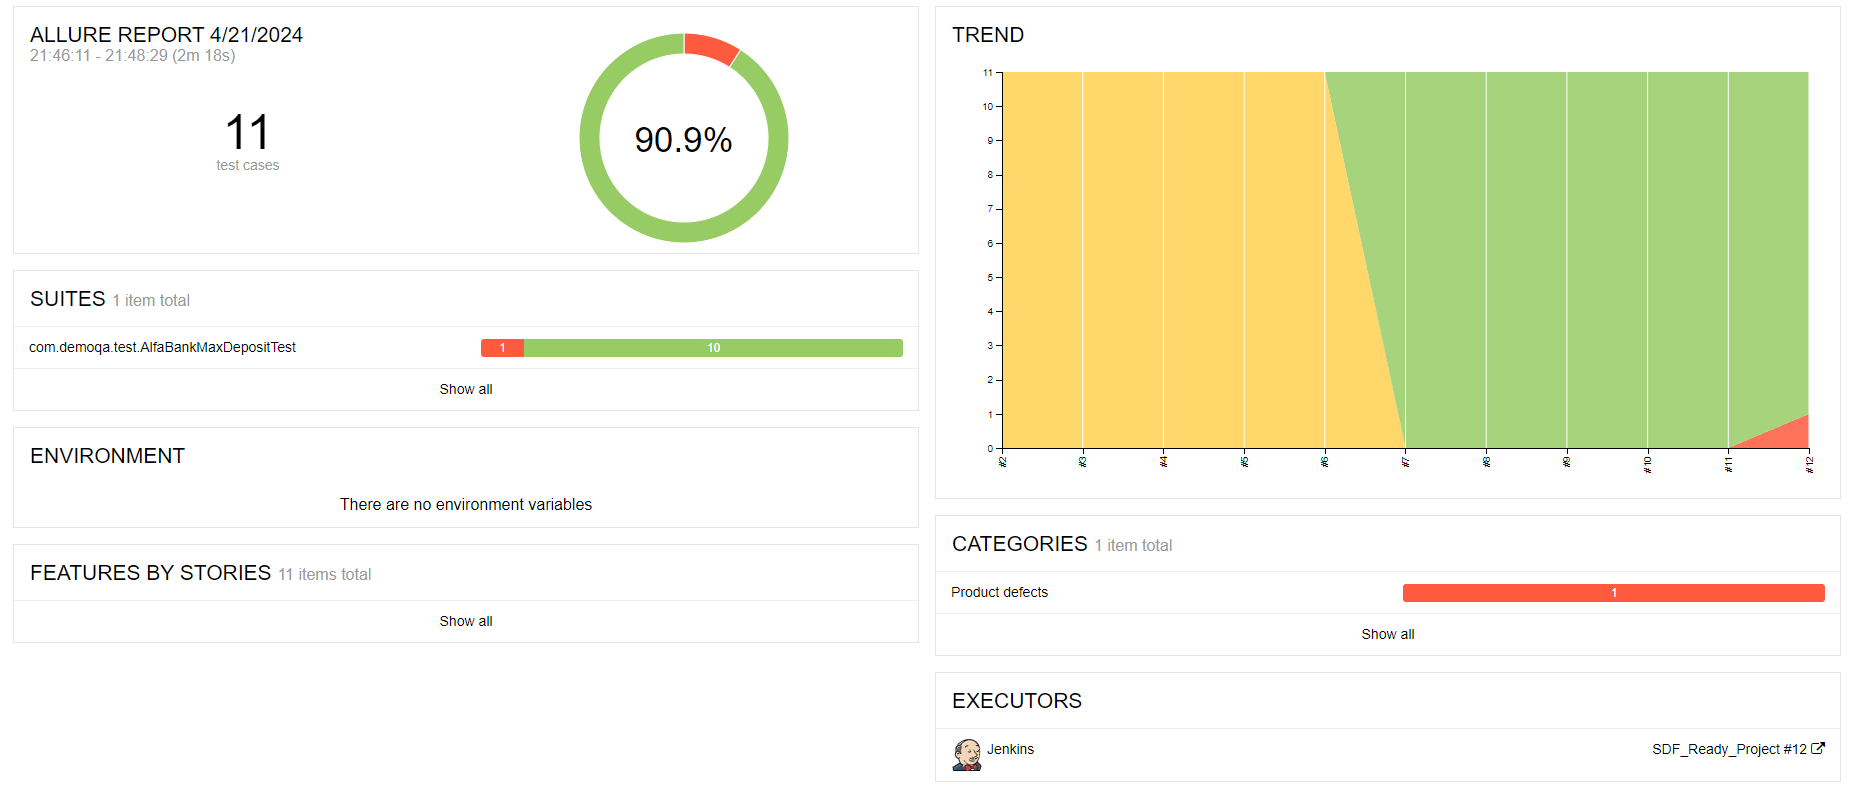 ALLURE REPORT 4/21/2024
21:46:11 - 21:48:29 (2m 18s)
11
test cases
90.9%
SUITES 1 item total
com.demoqa.test.AlfaBankMaxDepositTest
1 10
Show all
ENVIRONMENT
There are no environment variables
FEATURES BY STORIES 11 items total
Show all
TREND
11
10
9
8
7
6
5
4
3
2
1
0
#2 #3 #4 #5 #6 #7 #8 #9 #10 #11 #12
CATEGORIES 1 item total
Product defects 1
Show all
EXECUTORS
Jenkins SDF_Ready_Project #12